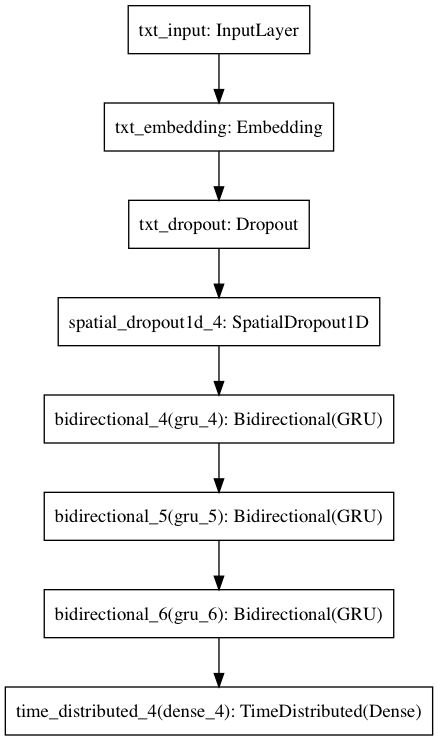 txt_input: InputLayer
txt_embedding: Embedding
txt_dropout: Dropout
spatial_dropout1d_4: SpatialDropout1D
bidirectional_4(gru_4): Bidirectional(GRU)
bidirectional_5(gru_5): Bidirectional(GRU)
bidirectional_6(gru_6): Bidirectional(GRU)
time_distributed_4(dense_4): TimeDistributed(Dense)